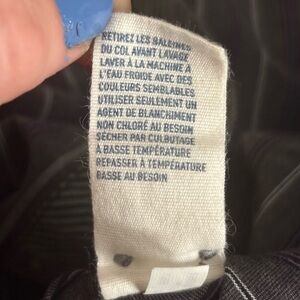 RETIREZ LES BALEINES
DU COL AVANT LAVAGE
LAVER À LA MACHINE À
L'EAU FROIDE AVEC DES
COULEURS SEMBLABLES
UTILISER SEULEMENT UN
AGENT DE BLANCHIMENT
NON CHLORÉ AU BESOIN
SÉCHER PAR CULBUTAGE
À BASSE TEMPÉRATURE
REPASSER À TEMPÉRATURE
BASSE AU BESOIN